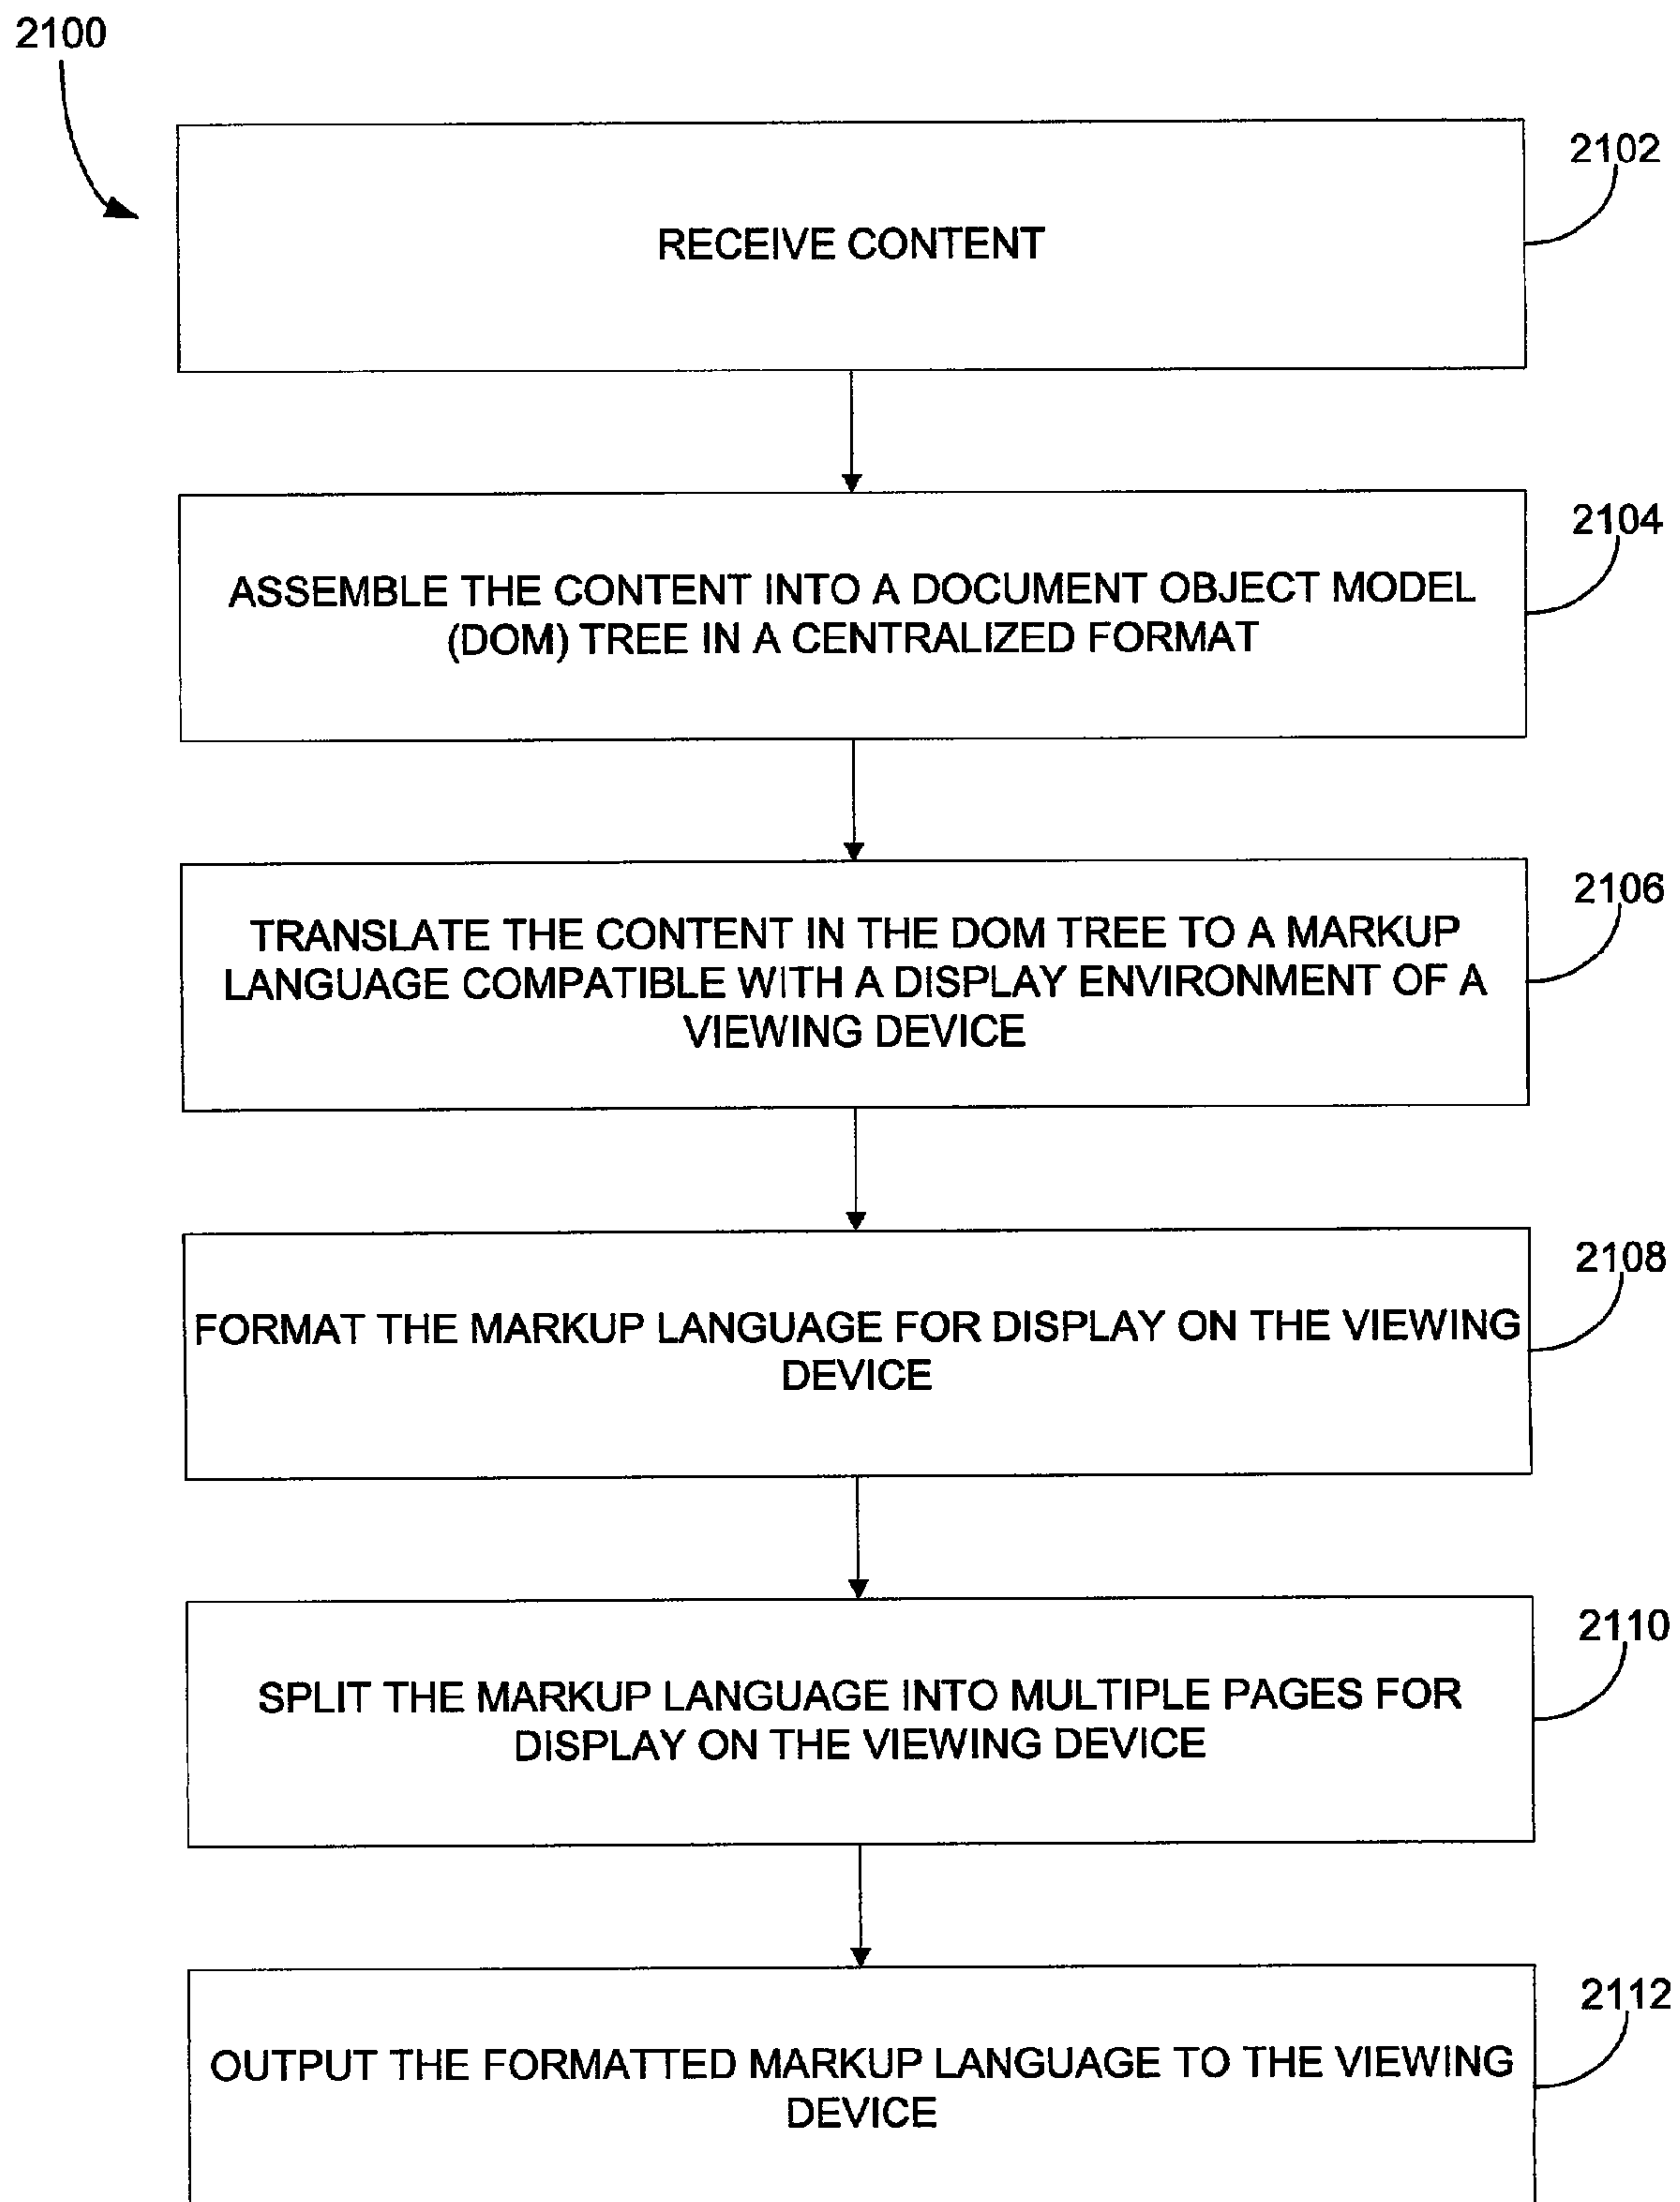 2100
2102
RECEIVE CONTENT
2104
ASSEMBLE THE CONTENT INTO A DOCUMENT OBJECT MODEL
(DOM) TREE IN A CENTRALIZED FORMAT
2106
TRANSLATE THE CONTENT IN THE DOM TREE TO A MARKUP
LANGUAGE COMPATIBLE WITH A DISPLAY ENVIRONMENT OF A
VIEWING DEVICE
2108
FORMAT THE MARKUP LANGUAGE FOR DISPLAY ON THE VIEWING
DEVICE
2110
SPLIT THE MARKUP LANGUAGE INTO MULTIPLE PAGES FOR
DISPLAY ON THE VIEWING DEVICE
2112
OUTPUT THE FORMATTED MARKUP LANGUAGE TO THE VIEWING
DEVICE